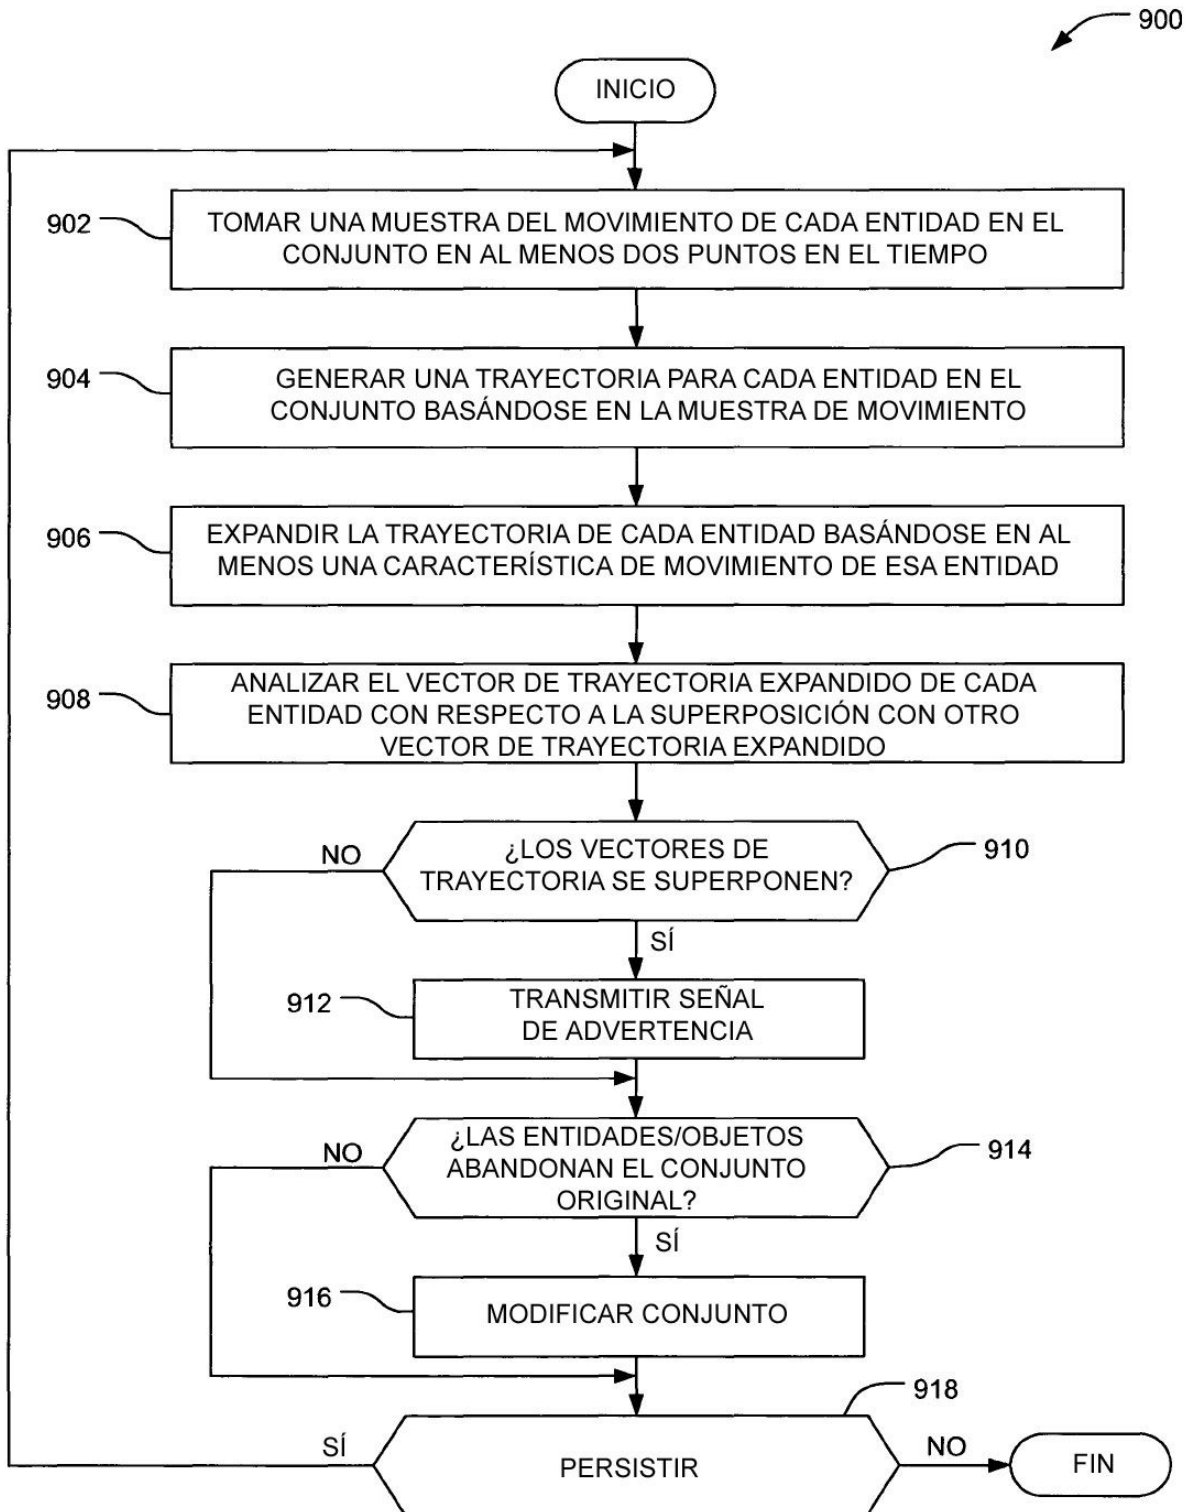 900
INICIO
902
TOMAR UNA MUESTRA DEL MOVIMIENTO DE CADA ENTIDAD EN EL
CONJUNTO EN AL MENOS DOS PUNTOS EN EL TIEMPO
904
GENERAR UNA TRAYECTORIA PARA CADA ENTIDAD EN EL
CONJUNTO BASÁNDOSE EN LA MUESTRA DE MOVIMIENTO
906
EXPANDIR LA TRAYECTORIA DE CADA ENTIDAD BASÁNDOSE EN AL
MENOS UNA CARACTERÍSTICA DE MOVIMIENTO DE ESA ENTIDAD
908
ANALIZAR EL VECTOR DE TRAYECTORIA EXPANDIDO DE CADA
ENTIDAD CON RESPECTO A LA SUPERPOSICIÓN CON OTRO
VECTOR DE TRAYECTORIA EXPANDIDO
NO
¿LOS VECTORES DE
TRAYECTORIA SE SUPERPONEN?
910
SÍ
912
TRANSMITIR SEÑAL
DE ADVERTENCIA
NO
¿LAS ENTIDADES/OBJETOS
ABANDONAN EL CONJUNTO
ORIGINAL?
914
SÍ
916
MODIFICAR CONJUNTO
918
SÍ
PERSISTIR
NO
FIN